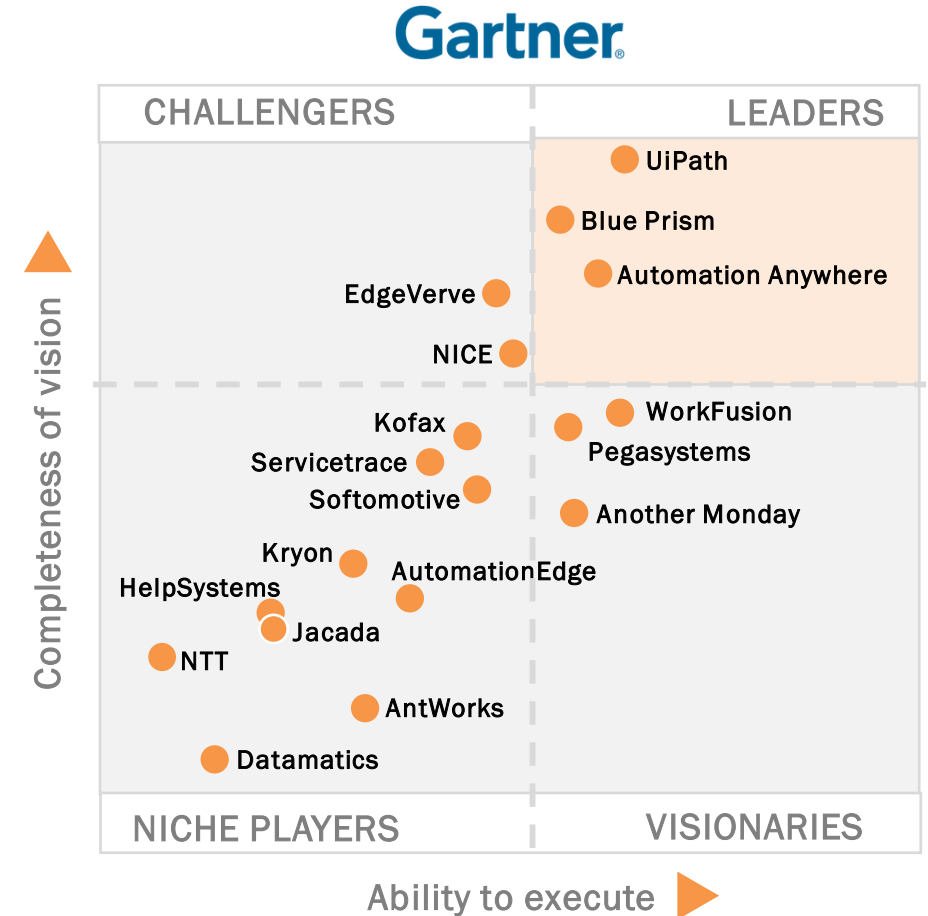 Gartner®
CHALLENGERS
LEADERS
UiPath
Blue Prism
Automation Anywhere
EdgeVerve
NICE
Completeness of vision
WorkFusion
Kofax
Pegasystems
Servicetrace
Softomotive
Another Monday
Kryon
AutomationEdge
HelpSystems
Jacada
NTT
AntWorks
Datamatics
NICHE PLAYERS
VISIONARIES
Ability to execute